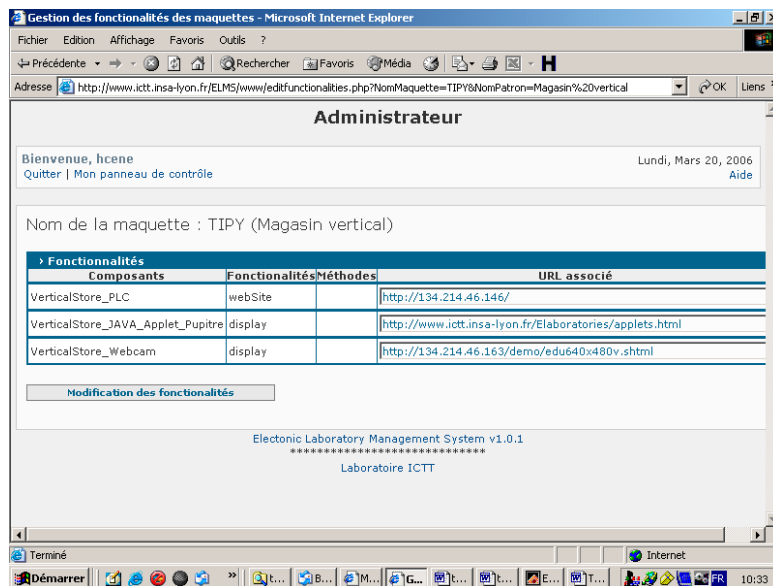 Gestion des fonctionalités des maquettes - Microsoft Internet Explorer
Fichier Edition Affichage Favoris Outils ?
Précédente Rechercher Favoris Média H
Adresse http://www.ictt.insa-lyon.fr/ELMS/www/editfunctionalities.php?NomMaquette=TIPY&NomPatron=Magasin%20vertical OK Liens
Administrateur
Bienvenue, hcene Lundi, Mars 20, 2006
Quitter | Mon panneau de contrôle Aide
Nom de la maquette : TIPY (Magasin vertical)
› Fonctionnalités
Composants Fonctionalités Méthodes URL associé
VerticalStore_PLC webSite http://134.214.46.146/
VerticalStore_JAVA_Applet_Pupitre display http://www.ictt.insa-lyon.fr/Elaboratories/applets.html
VerticalStore_Webcam display http://134.214.46.163/demo/edu640x480v.shtml
Modification des fonctionalités
Electonic Laboratory Management System v1.0.1
*****************************
Laboratoire ICTT
Terminé Internet
Démarrer » t... B... M... G... t... t... E... T... FR 10:33